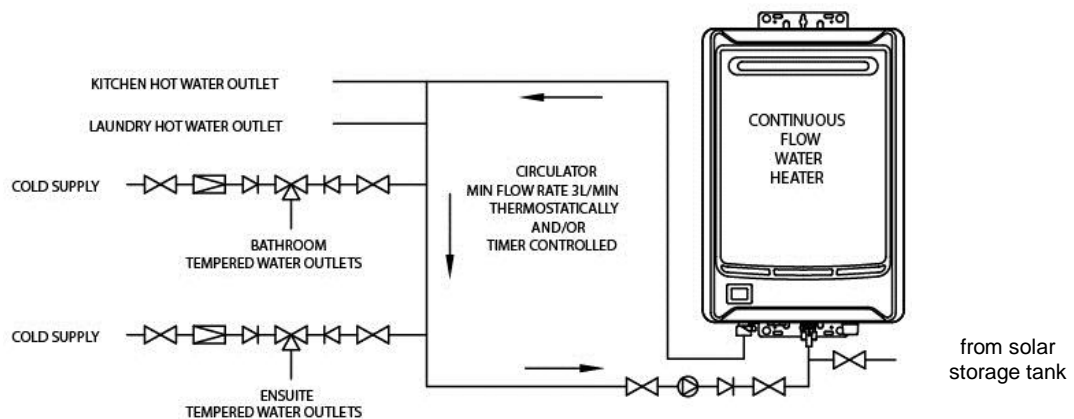 KITCHEN HOT WATER OUTLET
LAUNDRY HOT WATER OUTLET
COLD SUPPLY
BATHROOM
TEMPERED WATER OUTLETS
COLD SUPPLY
ENSUITE
TEMPERED WATER OUTLETS
CIRCULATOR
MIN FLOW RATE 3L/MIN
THERMOSTATICALLY
AND/OR
TIMER CONTROLLED
CONTINUOUS
FLOW
WATER
HEATER
from solar
storage tank